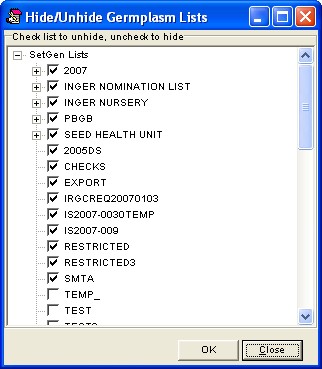 Hide/Unhide Germplasm Lists
Check list to unhide, uncheck to hide
SetGen Lists
2007
INGER NOMINATION LIST
INGER NURSERY
PBGB
SEED HEALTH UNIT
2005DS
CHECKS
EXPORT
IRGCREQ20070103
IS2007-0030TEMP
IS2007-009
RESTRICTED
RESTRICTED3
SMTA
TEMP_
TEST
OK
Close